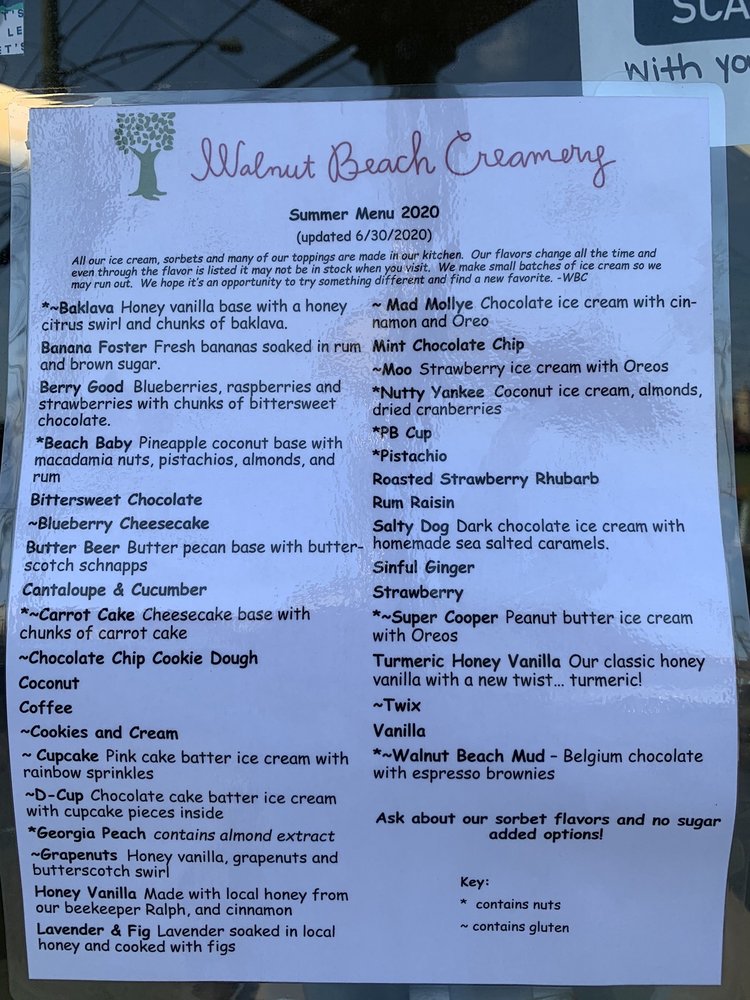 T'S
LE
ET'S
SCA
with yo
Walnut Beach Creamery
Summer Menu 2020
(updated 6/30/2020)
All our ice cream, sorbets and many of our toppings are made in our kitchen. Our flavors change all the time and
even through the flavor is listed it may not be in stock when you visit. We make small batches of ice cream so we
may run out. We hope it's an opportunity to try something different and find a new favorite. -WBC
*~Baklava Honey vanilla base with a honey
citrus swirl and chunks of baklava.
Banana Foster Fresh bananas soaked in rum
and brown sugar.
Berry Good Blueberries, raspberries and
strawberries with chunks of bittersweet
chocolate.
*Beach Baby Pineapple coconut base with
macadamia nuts, pistachios, almonds, and
rum
Bittersweet Chocolate
~Blueberry Cheesecake
Butter Beer Butter pecan base with butter-
scotch schnapps
Cantaloupe & Cucumber
*~Carrot Cake Cheesecake base with
chunks of carrot cake
~Chocolate Chip Cookie Dough
Coconut
Coffee
~Cookies and Cream
~ Cupcake Pink cake batter ice cream with
rainbow sprinkles
~D-Cup Chocolate cake batter ice cream
with cupcake pieces inside
*Georgia Peach contains almond extract
~Grapenuts Honey vanilla, grapenuts and
butterscotch swirl
Honey Vanilla Made with local honey from
our beekeeper Ralph, and cinnamon
Lavender & Fig Lavender soaked in local
honey and cooked with figs
~ Mad Mollye Chocolate ice cream with cin-
namon and Oreo
Mint Chocolate Chip
~Moo Strawberry ice cream with Oreos
*Nutty Yankee Coconut ice cream, almonds,
dried cranberries
*PB Cup
*Pistachio
Roasted Strawberry Rhubarb
Rum Raisin
Salty Dog Dark chocolate ice cream with
homemade sea salted caramels.
Sinful Ginger
Strawberry
*~Super Cooper Peanut butter ice cream
with Oreos
Turmeric Honey Vanilla Our classic honey
vanilla with a new twist... turmeric!
~Twix
Vanilla
*~Walnut Beach Mud – Belgium chocolate
with espresso brownies
Ask about our sorbet flavors and no sugar
added options!
Key:
* contains nuts
~ contains gluten